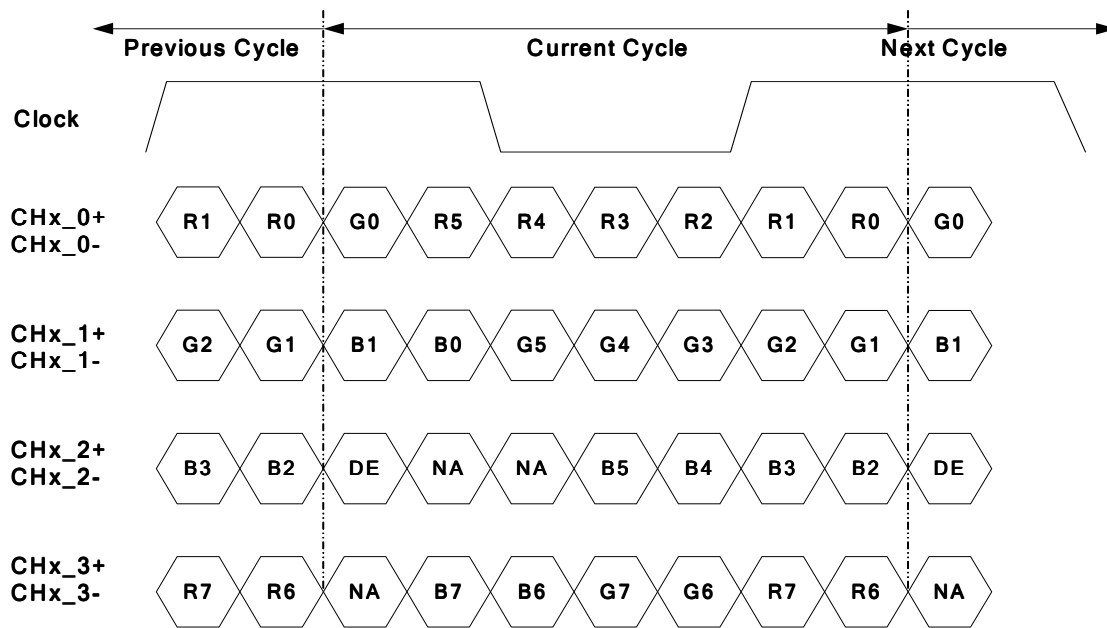 Previous Cycle Current Cycle Next Cycle
Clock
CHx_0+
CHx_0-
R1 R0 G0 R5 R4 R3 R2 R1 R0 G0
CHx_1+
CHx_1-
G2 G1 B1 B0 G5 G4 G3 G2 G1 B1
CHx_2+
CHx_2-
B3 B2 DE NA NA B5 B4 B3 B2 DE
CHx_3+
CHx_3-
R7 R6 NA B7 B6 G7 G6 R7 R6 NA